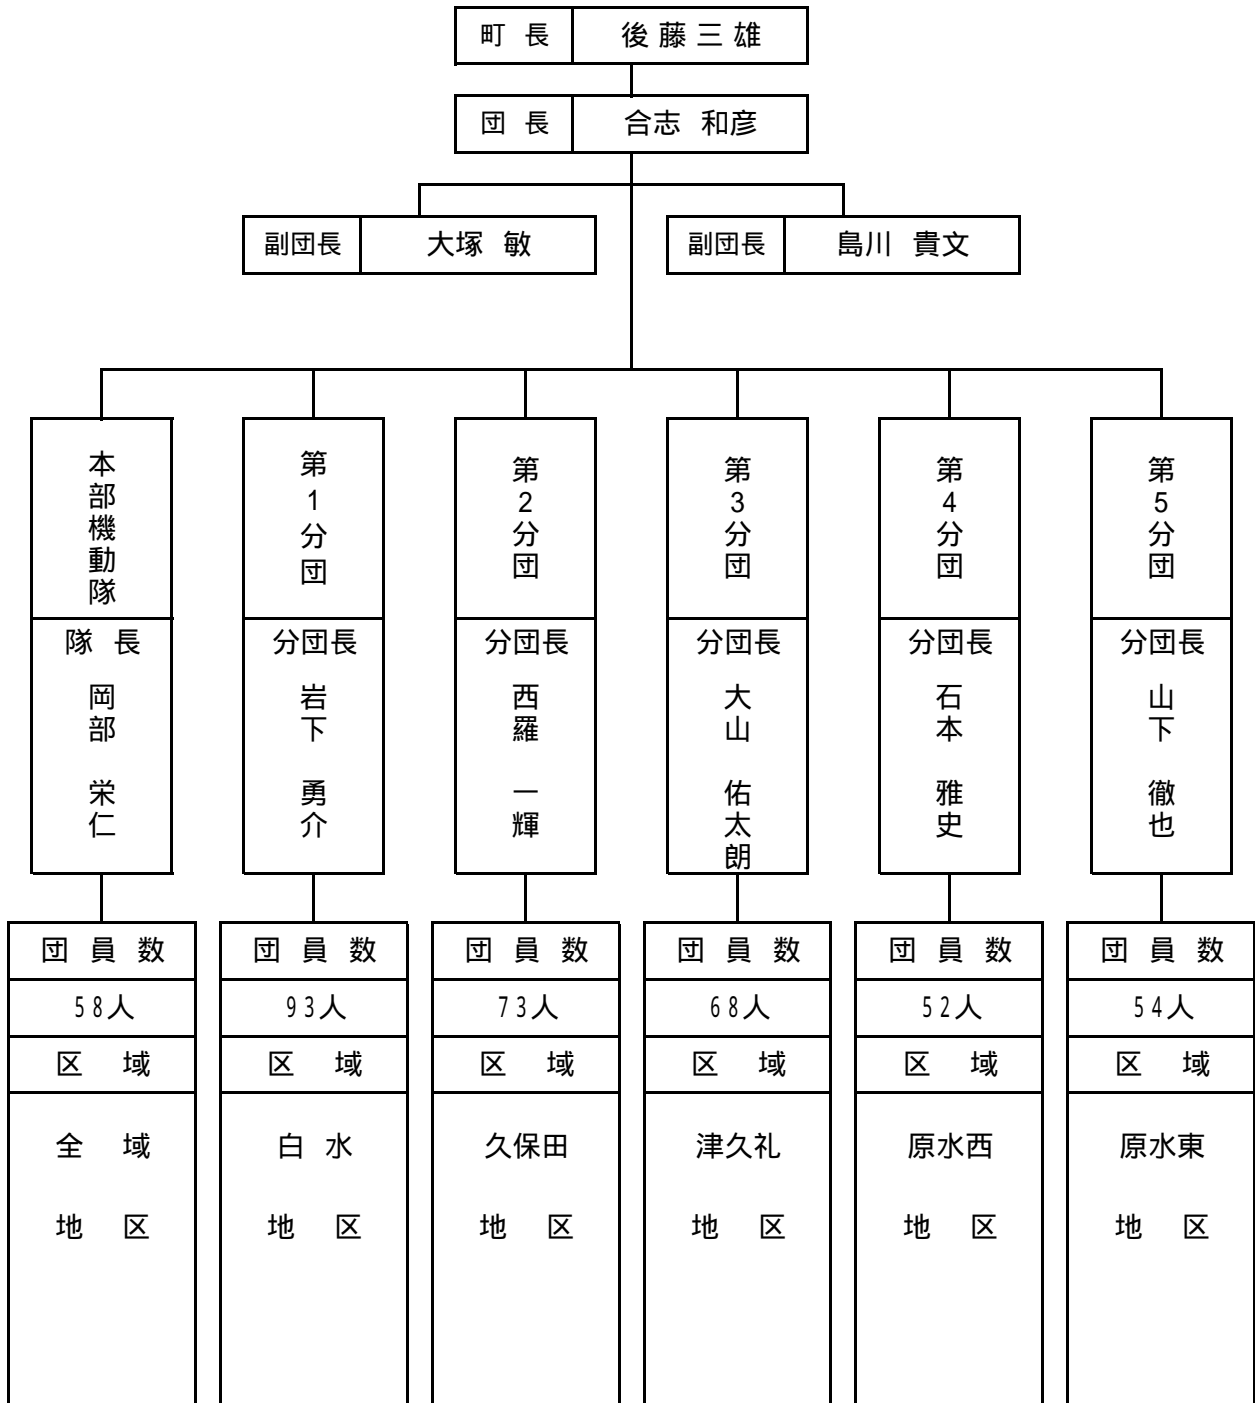 町 長 後藤三雄
団 長 合志 和彦
副団長 大塚 敏
副団長 島川 貴文
本部機動隊
隊 長
岡部 栄仁
第1分団
分団長
岩下 勇介
第2分団
分団長
西羅 一輝
第3分団
分団長
大山 佑太朗
第4分団
分団長
石本 雅史
第5分団
分団長
山下 徹也
団 員 数
58人
区 域
全 域
地 区
団 員 数
93人
区 域
白 水
地 区
団 員 数
73人
区 域
久保田
地 区
団 員 数
68人
区 域
津久礼
地 区
団 員 数
52人
区 域
原水西
地 区
団 員 数
54人
区 域
原水東
地 区